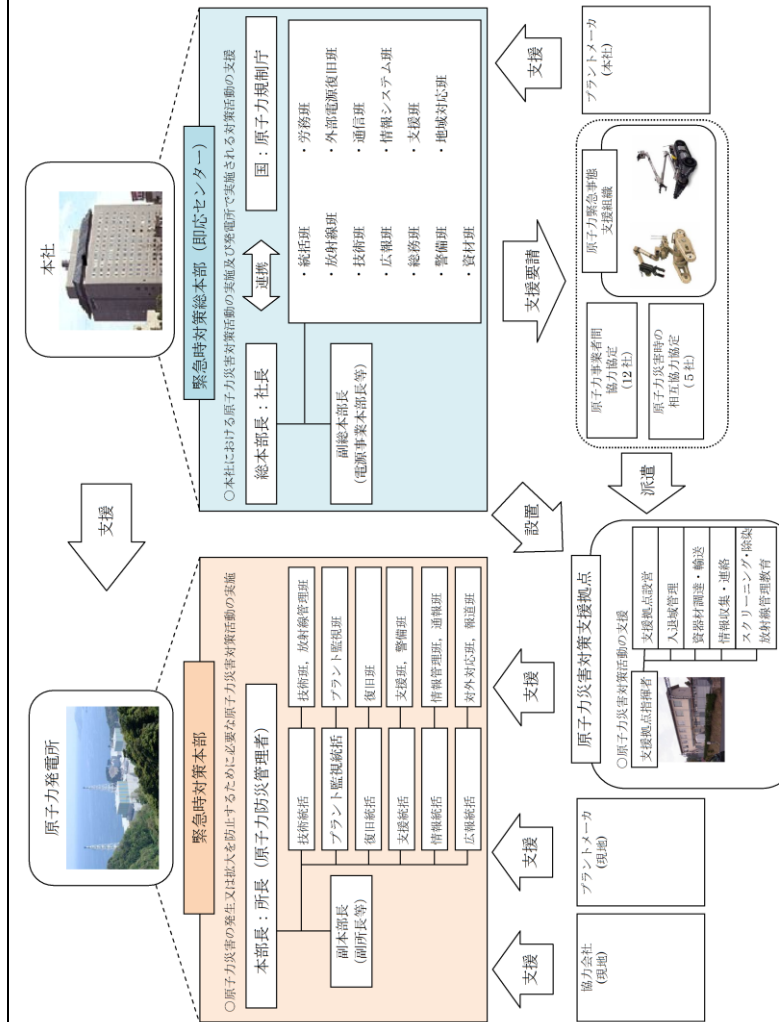 原子力発電所
支援
本社
緊急時対策本部
○原子力災害の発生又は拡大を防止するために必要な原子力災害対策活動の実施
本部長：所長（原子力防災管理者）
副本部長
（副所長等）
技術統括
技術班，放射線管理班
プラント監視統括
プラント監視班
復旧統括
復旧班
支援統括
支援班，警備班
情報統括
情報管理班，通報班
広報統括
対外対応班，報道班
緊急時対策総本部（即応センター）
○本社における原子力災害対策活動の実施及び発電所で実施される対策活動の支援
総本部長：社長
連携
国：原子力規制庁
副総本部長
（電源事業本部長等）
・統括班
・労務班
・放射線班
・外部電源復旧班
・技術班
・通信班
・広報班
・情報システム班
・総務班
・支援班
・警備班
・地域対応班
・資材班
支援
支援
支援
設置
支援要請
支援
協力会社
（現地）
プラントメーカ
（現地）
原子力災害対策支援拠点
○原子力災害対策活動の支援
支援拠点指揮者
支援拠点設営
入退域管理
資器材調達・輸送
情報収集・連絡
スクリーニング・除染
放射線管理教育
派遣
原子力事業者間
協力協定
（12社）
原子力災害時の
相互協力協定
（5社）
原子力緊急事態
支援組織
プラントメーカ
（本社）